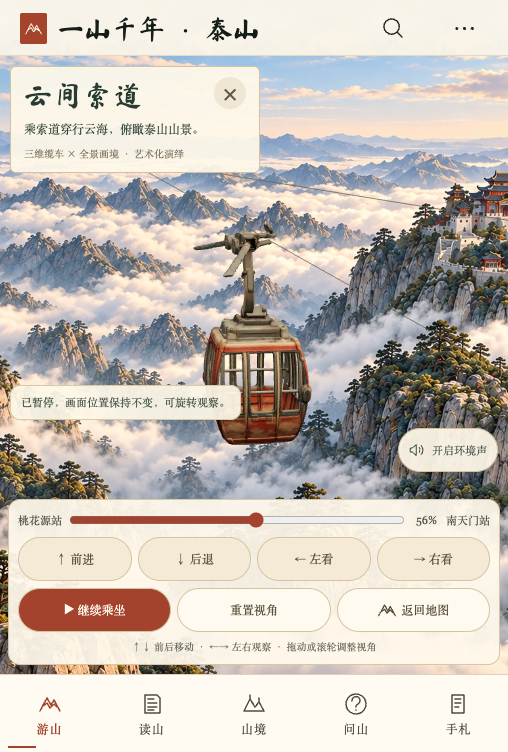 一山千年 · 泰山
云间索道
乘索道穿行云海，俯瞰泰山山景。
三维缆车 × 全景画境 · 艺术化演绎
已暂停，画面位置保持不变，可旋转观察。
开启环境声
桃花源站 56% 南天门站
↑ 前进 ↓ 后退 ← 左看 → 右看
▶ 继续乘坐 重置视角 返回地图
↑↓ 前后移动 · ←→ 左右观察 · 拖动或滚轮调整视角
游山 读山 山境 问山 手札